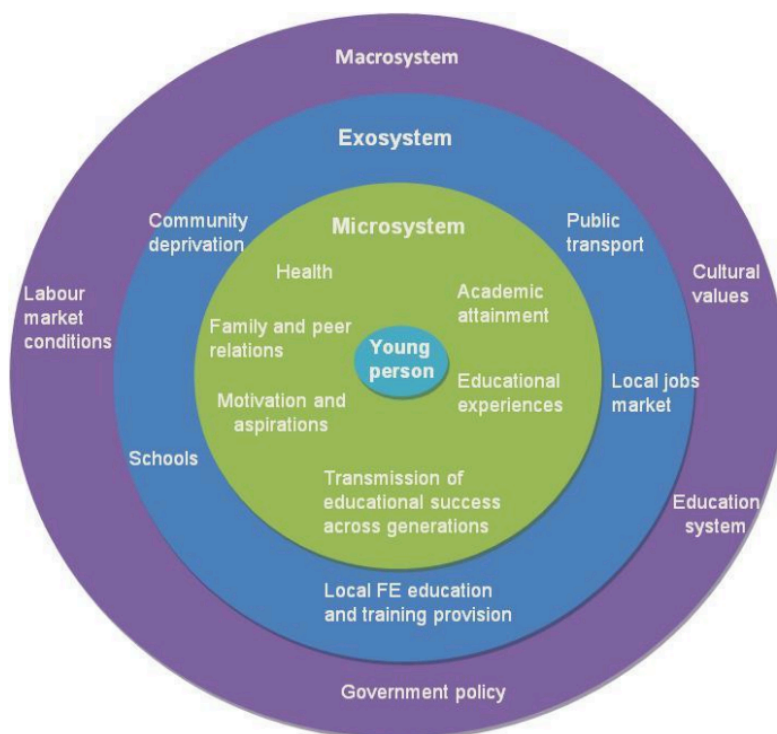 Macrosystem
Exosystem
Community
deprivation
Public
transport
Microsystem
Health
Cultural
values
Labour
market
conditions
Academic
attainment
Family and peer
relations
Young
person
Educational
experiences
Local jobs
market
Motivation and
aspirations
Schools
Transmission of
educational success
across generations
Education
system
Local FE education
and training provision
Government policy